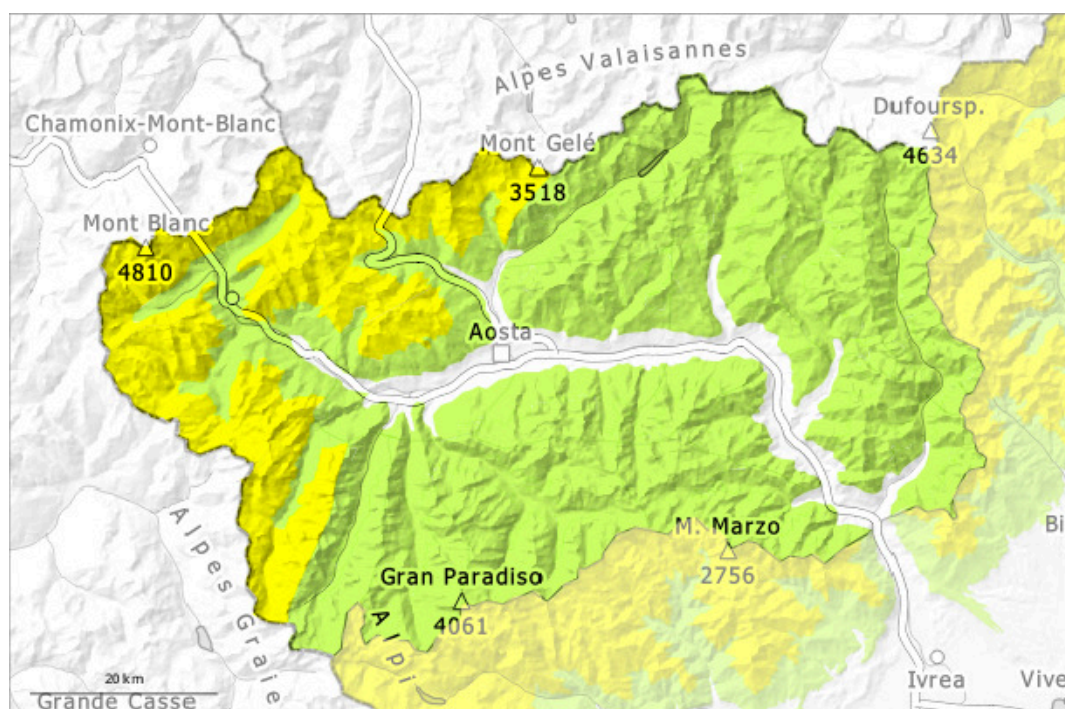 Alpes Valaisannes
Chamonix-Mont-Blanc
Dufoursp.
4634
Mont Gelé
3518
Mont Blanc
4810
Aosta
Alpes Graie
M. Marzo
2756
Bi
Gran Paradiso
4061
Alpi
20 km
Grande Casse
Ivrea
Vive